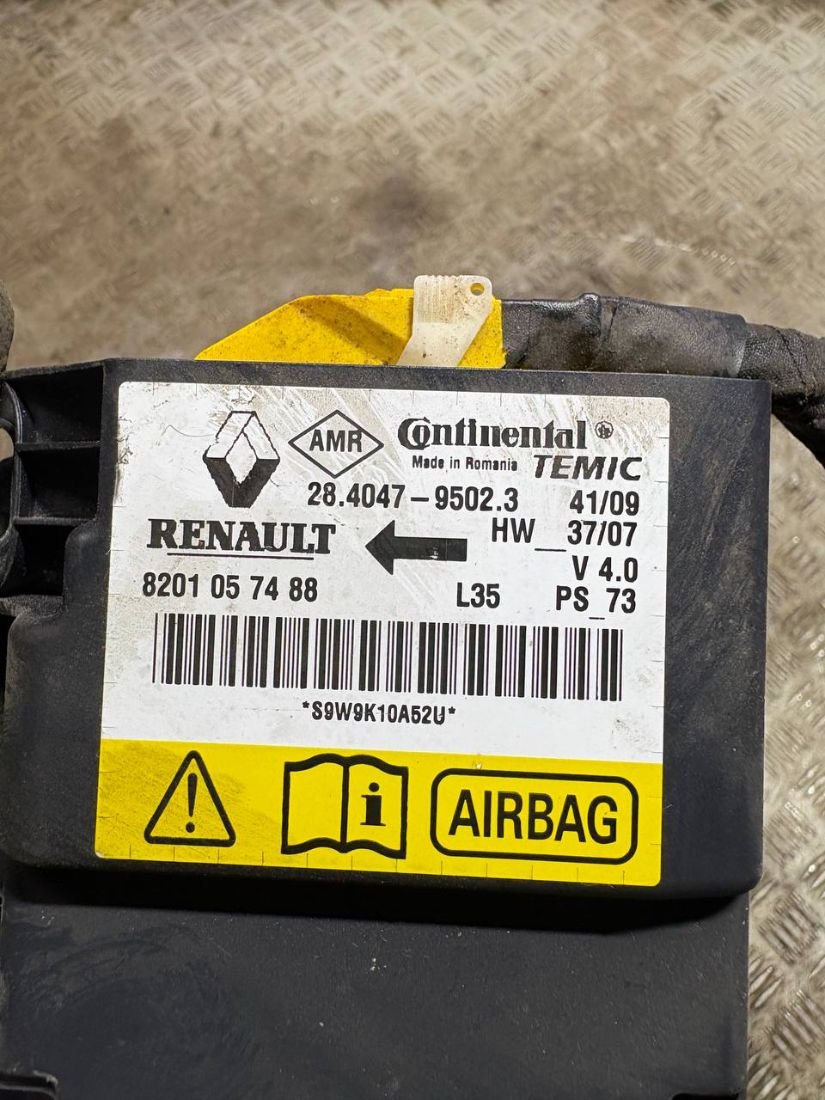 AMR Continental
Made in Romania TEMIC
28.4047-9502.3 41/09
RENAULT HW__37/07
V 4.0
8201 05 74 88 L35 PS_73
*S9W9K10A52U*
i AIRBAG